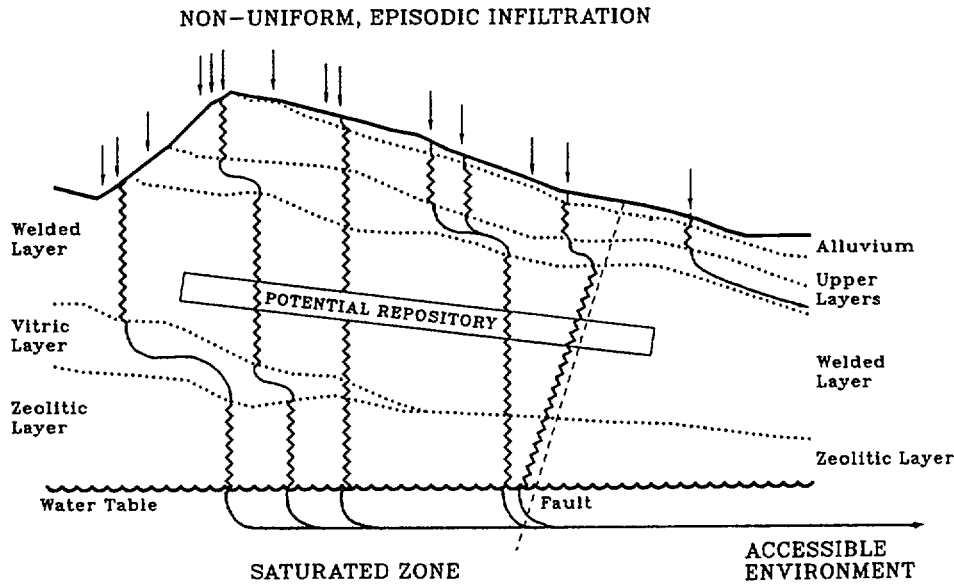 NON-UNIFORM, EPISODIC INFILTRATION
Welded
Layer
Alluvium
Upper
Layers
POTENTIAL REPOSITORY
Vitric
Layer
Welded
Layer
Zeolitic
Layer
Zeolitic Layer
Water Table
Fault
SATURATED ZONE
ACCESSIBLE
ENVIRONMENT